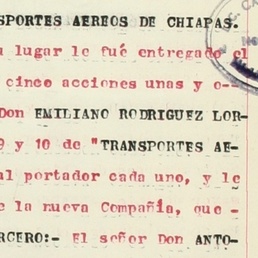 SPORTES AEREOS DE CHIAPAS.
u lugar le fué entregado el
cinco acciones unas y o--
Don EMILIANO RODRIGUEZ LOR-
9 y 10 de "TRANSPORTES AE-
al portador cada uno, y le
e la nueva Compañía, que -
RCERO:- El señor Don ANTO-